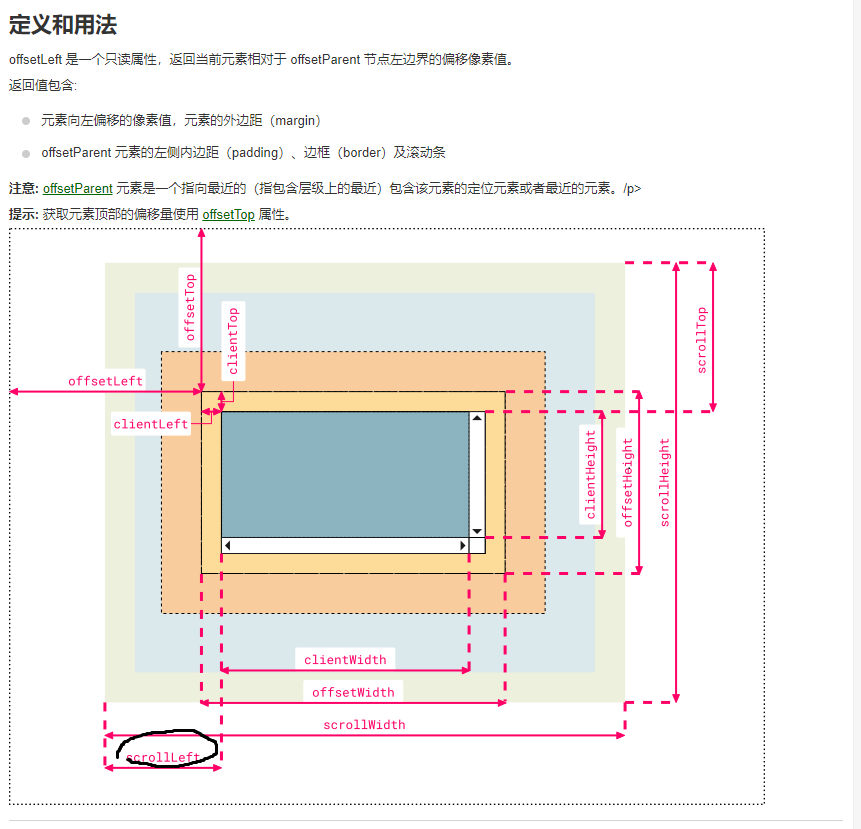 定义和用法
offsetLeft 是一个只读属性，返回当前元素相对于 offsetParent 节点左边界的偏移像素值。
返回值包含:
元素向左偏移的像素值，元素的外边距（margin）
offsetParent 元素的左侧内边距（padding）、边框（border）及滚动条
注意: offsetParent 元素是一个指向最近的（指包含层级上的最近）包含该元素的定位元素或者最近的元素。/p>
提示: 获取元素顶部的偏移量使用 offsetTop 属性。
offsetTop
clientTop
scrollTop
offsetLeft
clientLeft
clientHeight
offsetHeight
scrollHeight
clientWidth
offsetWidth
scrollWidth
scrollLeft